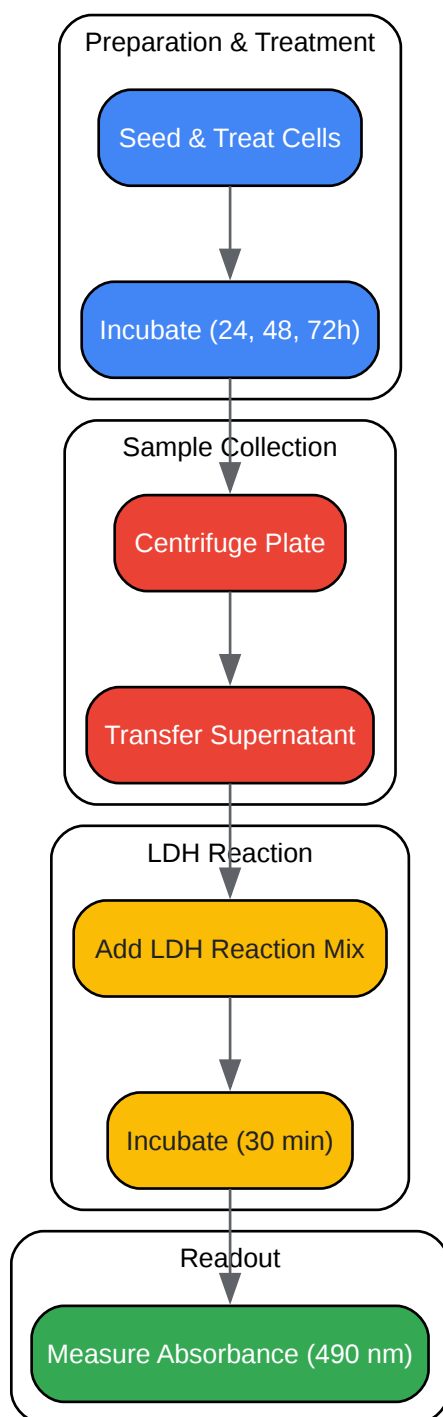 Preparation & Treatment
Seed & Treat Cells
Incubate (24, 48, 72h)
Sample Collection
Centrifuge Plate
Transfer Supernatant
LDH Reaction
Add LDH Reaction Mix
Incubate (30 min)
Readout
Measure Absorbance (490 nm)